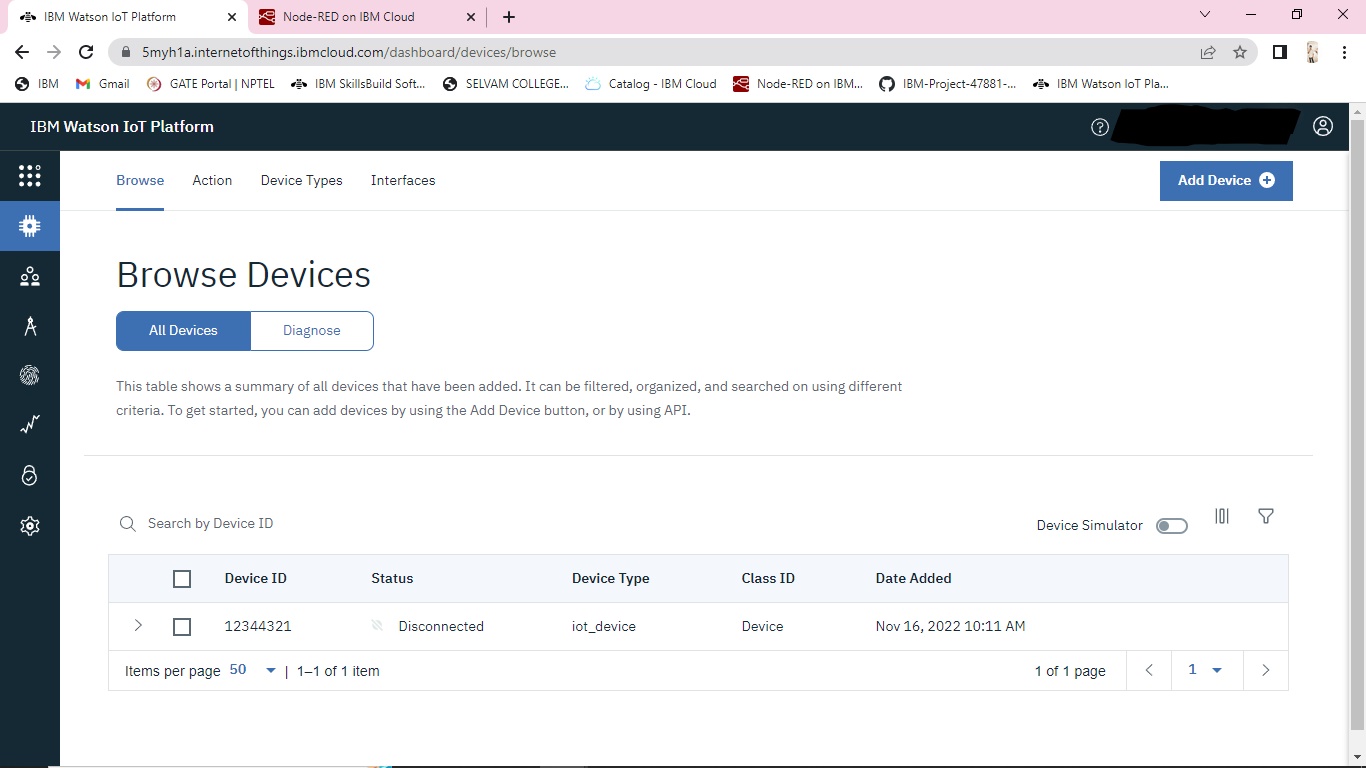 IBM Watson IoT Platform
Node-RED on IBM Cloud
5myh1a.internetofthings.ibmcloud.com/dashboard/devices/browse
IBM
Gmail
GATE Portal | NPTEL
IBM SkillsBuild Soft...
SELVAM COLLEGE...
Catalog - IBM Cloud
Node-RED on IBM...
IBM-Project-47881-...
IBM Watson IoT Pla...
IBM Watson IoT Platform
Browse
Action
Device Types
Interfaces
Add Device
Browse Devices
All Devices
Diagnose
This table shows a summary of all devices that have been added. It can be filtered, organized, and searched on using different
criteria. To get started, you can add devices by using the Add Device button, or by using API.
Search by Device ID
Device Simulator
Device ID Status Device Type Class ID Date Added
12344321 Disconnected iot_device Device Nov 16, 2022 10:11 AM
Items per page 50 | 1–1 of 1 item
1 of 1 page
1